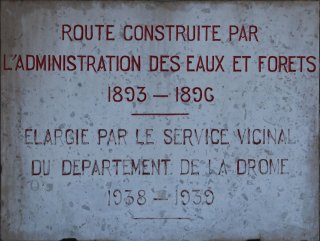 ROUTE CONSTRUITE PAR
L'ADMINISTRATION DES EAUX ET FORETS
1893 — 1896
ELARGIE PAR LE SERVICE VICINAL
DU DEPARTEMENT DE LA DROME
1938 — 1939